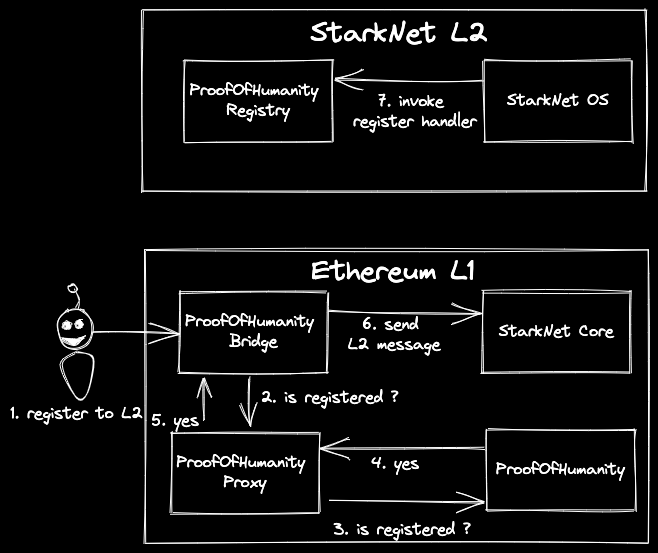 StarkNet L2
ProofOfHumanity
Registry
7. invoke
register handler
StarkNet OS
Ethereum L1
ProofOfHumanity
Bridge
6. send
L2 message
StarkNet Core
1. register to L2
5. yes
2. is registered ?
ProofOfHumanity
Proxy
4. yes
ProofOfHumanity
3. is registered ?